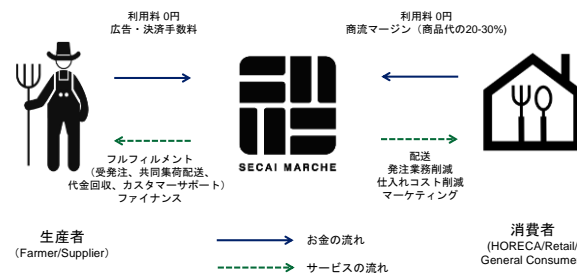 利用料 0円
広告・決済手数料
利用料 0円
商流マージン（商品代の20-30%)
SECAI MARCHE
フルフィルメント
（受発注、共同集荷配送、
代金回収、カスタマーサポート）
ファイナンス
配送
発注業務削減
仕入れコスト削減
マーケティング
生産者
（Farmer/Supplier）
消費者
(HORECA/Retail/
General Consume
お金の流れ
サービスの流れ